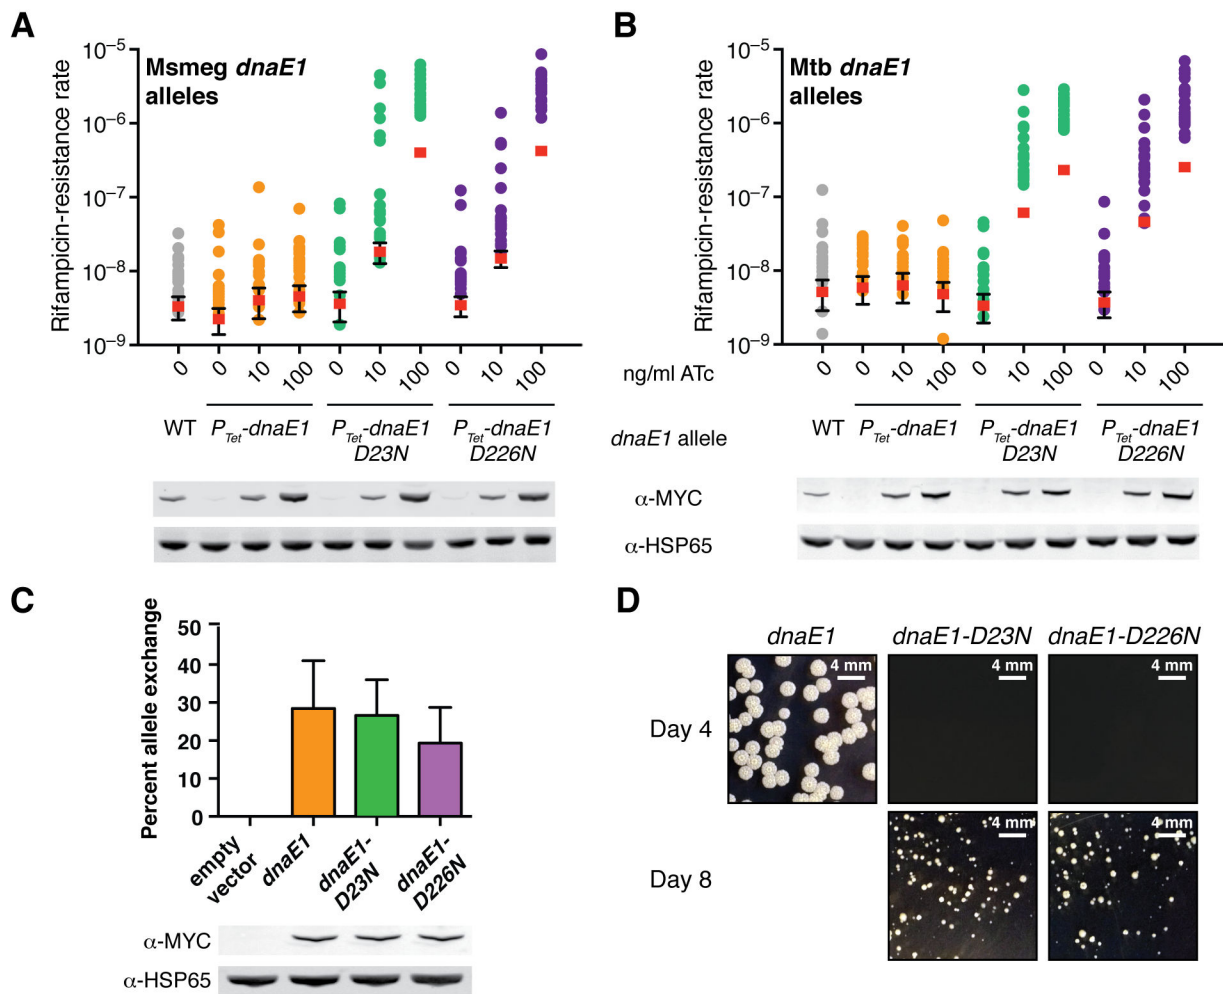 A
Rifampicin-resistance rate
Msmeg dnaE1
alleles
10⁻⁵
10⁻⁶
10⁻⁷
10⁻⁸
10⁻⁹
0 0 10 100 0 10 100 0 10 100
WT P_Tet-dnaE1 P_Tet-dnaE1 P_Tet-dnaE1
D23N D226N
B
Rifampicin-resistance rate
Mtb dnaE1
alleles
10⁻⁵
10⁻⁶
10⁻⁷
10⁻⁸
10⁻⁹
ng/ml ATc
0 0 10 100 0 10 100 0 10 100
dnaE1 allele
WT P_Tet-dnaE1 P_Tet-dnaE1 P_Tet-dnaE1
D23N D226N
α-MYC
α-HSP65
C
Percent allele exchange
50
40
30
20
10
0
empty
vector
dnaE1
dnaE1-
D23N
dnaE1-
D226N
α-MYC
α-HSP65
D
dnaE1 dnaE1-D23N dnaE1-D226N
Day 4
4 mm 4 mm 4 mm
Day 8
4 mm 4 mm